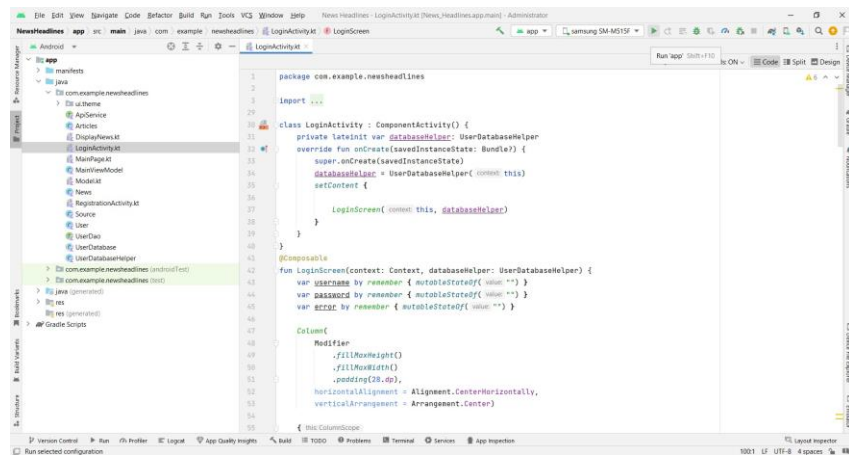 File Edit View Navigate Code Refactor Build Run Tools VCS Window Help News Headlines - LoginActivity.kt [News_Headlines.app.main] - Administrator
NewsHeadlines app src main java com example newsheadlines LoginActivity.kt LoginScreen app samsung SM-M515F
Android LoginActivity.kt
Run 'app' Shift+F10
ON Code Split Design
6
app
manifests
java
com.example.newsheadlines
ui.theme
ApiService
Articles
DisplayNews.kt
LoginActivity.kt
MainPage.kt
MainViewModel
Model.kt
News
RegistrationActivity.kt
Source
User
UserDao
UserDatabase
UserDatabaseHelper
com.example.newsheadlines (androidTest)
com.example.newsheadlines (test)
java (generated)
res
res (generated)
Gradle Scripts
Resource Manager
Project
Bookmarks
Build Variants
Structure
1 package com.example.newsheadlines
2
3 import ...
29
30 class LoginActivity : ComponentActivity() {
31 private lateinit var databaseHelper: UserDatabaseHelper
32 override fun onCreate(savedInstanceState: Bundle?) {
33 super.onCreate(savedInstanceState)
34 databaseHelper = UserDatabaseHelper( context: this)
35 setContent {
36
37 LoginScreen( context: this, databaseHelper)
38 }
39 }
40 }
41 @Composable
42 fun LoginScreen(context: Context, databaseHelper: UserDatabaseHelper) {
43 var username by remember { mutableStateOf( value: "") }
44 var password by remember { mutableStateOf( value: "") }
45 var error by remember { mutableStateOf( value: "") }
46
47 Column(
48 Modifier
49 .fillMaxHeight()
50 .fillMaxWidth()
51 .padding(28.dp),
52 horizontalAlignment = Alignment.CenterHorizontally,
53 verticalArrangement = Arrangement.Center)
54
55 { this: ColumnScope
Version Control Run Profiler Logcat App Quality Insights Build TODO Problems Terminal Services App Inspection Layout Inspector
Run selected configuration 100:1 LF UTF-8 4 spaces